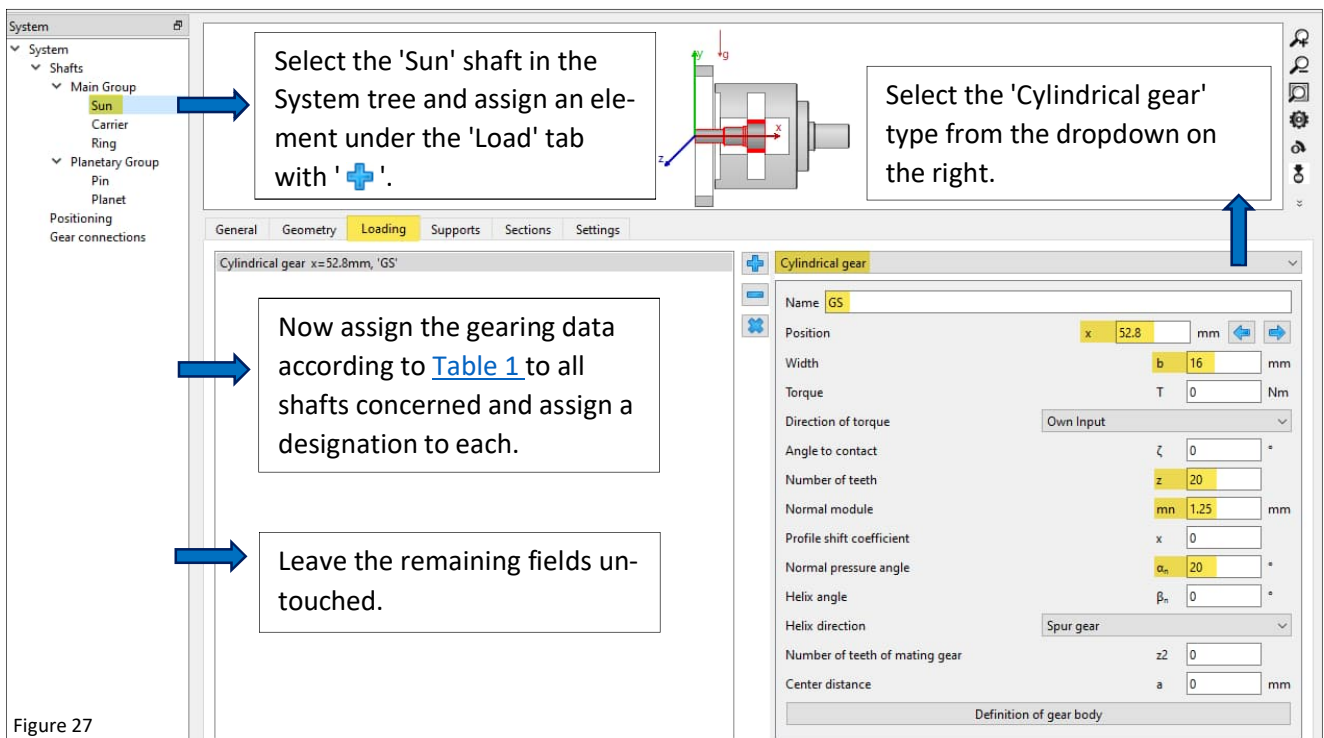 System
System
Shafts
Main Group
Sun
Carrier
Ring
Planetary Group
Pin
Planet
Positioning
Gear connections
Select the 'Sun' shaft in the
System tree and assign an ele-
ment under the 'Load' tab
with ' '.
y
g
x
z
Select the 'Cylindrical gear'
type from the dropdown on
the right.
General Geometry Loading Supports Sections Settings
Cylindrical gear x=52.8mm, 'GS'
Now assign the gearing data
according to Table 1 to all
shafts concerned and assign a
designation to each.
Leave the remaining fields un-
touched.
Cylindrical gear
Name GS
Position x 52.8 mm
Width b 16 mm
Torque T 0 Nm
Direction of torque Own Input
Angle to contact ζ 0 °
Number of teeth z 20
Normal module mn 1.25 mm
Profile shift coefficient x 0
Normal pressure angle αn 20 °
Helix angle βn 0 °
Helix direction Spur gear
Number of teeth of mating gear z2 0
Center distance a 0 mm
Definition of gear body
Figure 27